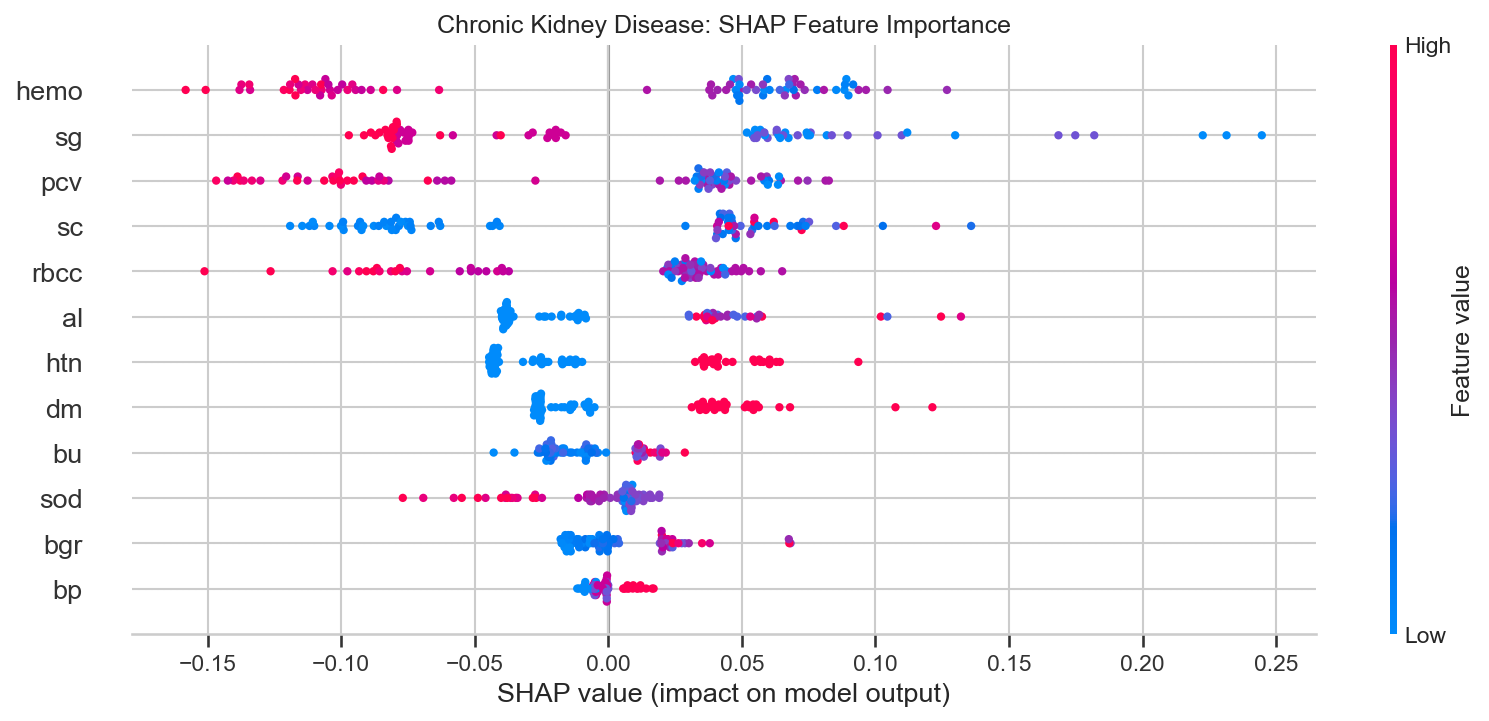 Chronic Kidney Disease: SHAP Feature Importance
High
hemo
sg
pcv
sc
rbcc
al
htn
dm
bu
sod
bgr
bp
Feature value
Low
−0.15 −0.10 −0.05 0.00 0.05 0.10 0.15 0.20 0.25
SHAP value (impact on model output)